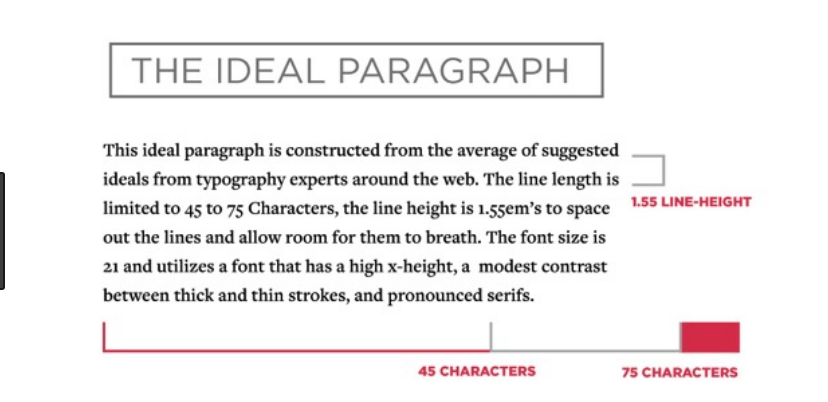 THE IDEAL PARAGRAPH
This ideal paragraph is constructed from the average of suggested
ideals from typography experts around the web. The line length is
limited to 45 to 75 Characters, the line height is 1.55em's to space
out the lines and allow room for them to breath. The font size is
21 and utilizes a font that has a high x-height, a  modest contrast
between thick and thin strokes, and pronounced serifs.
1.55 LINE-HEIGHT
45 CHARACTERS
75 CHARACTERS